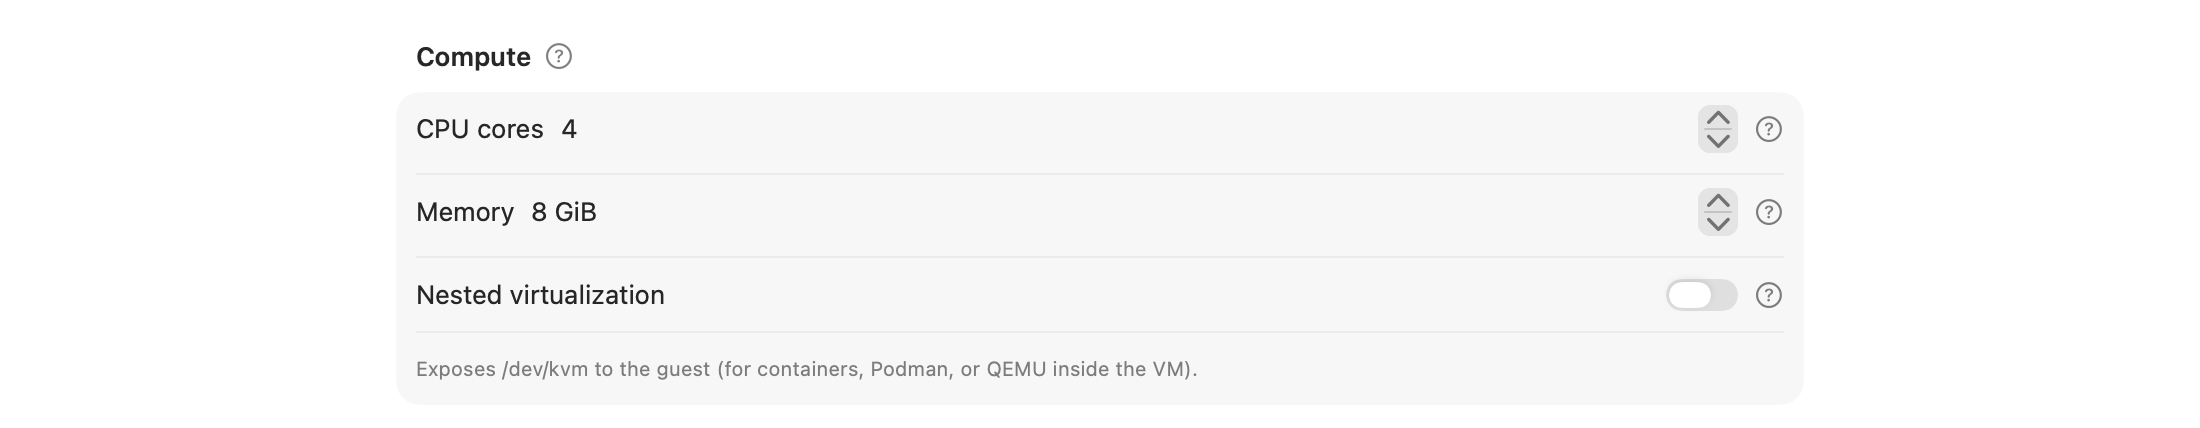 Compute ?
CPU cores 4 ?
Memory 8 GiB ?
Nested virtualization ?
Exposes /dev/kvm to the guest (for containers, Podman, or QEMU inside the VM).